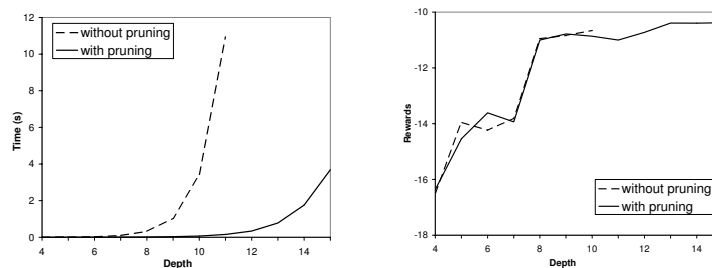 12
10
8
6
4
2
0
Time (s)
without pruning
with pruning
4 6 8 10 12 14
Depth
-10
-12
-14
-16
-18
Rewards
without pruning
with pruning
4 6 8 10 12 14
Depth